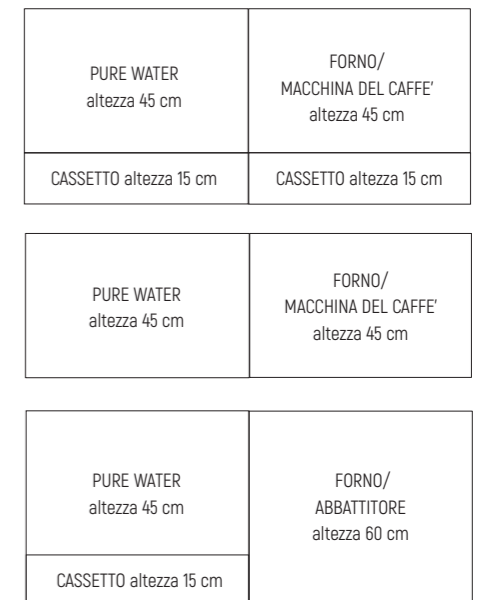 PURE WATER
altezza 45 cm
FORNO/
MACCHINA DEL CAFFE'
altezza 45 cm
CASSETTO altezza 15 cm
CASSETTO altezza 15 cm
PURE WATER
altezza 45 cm
FORNO/
MACCHINA DEL CAFFE'
altezza 45 cm
PURE WATER
altezza 45 cm
FORNO/
ABBATTITORE
altezza 60 cm
CASSETTO altezza 15 cm